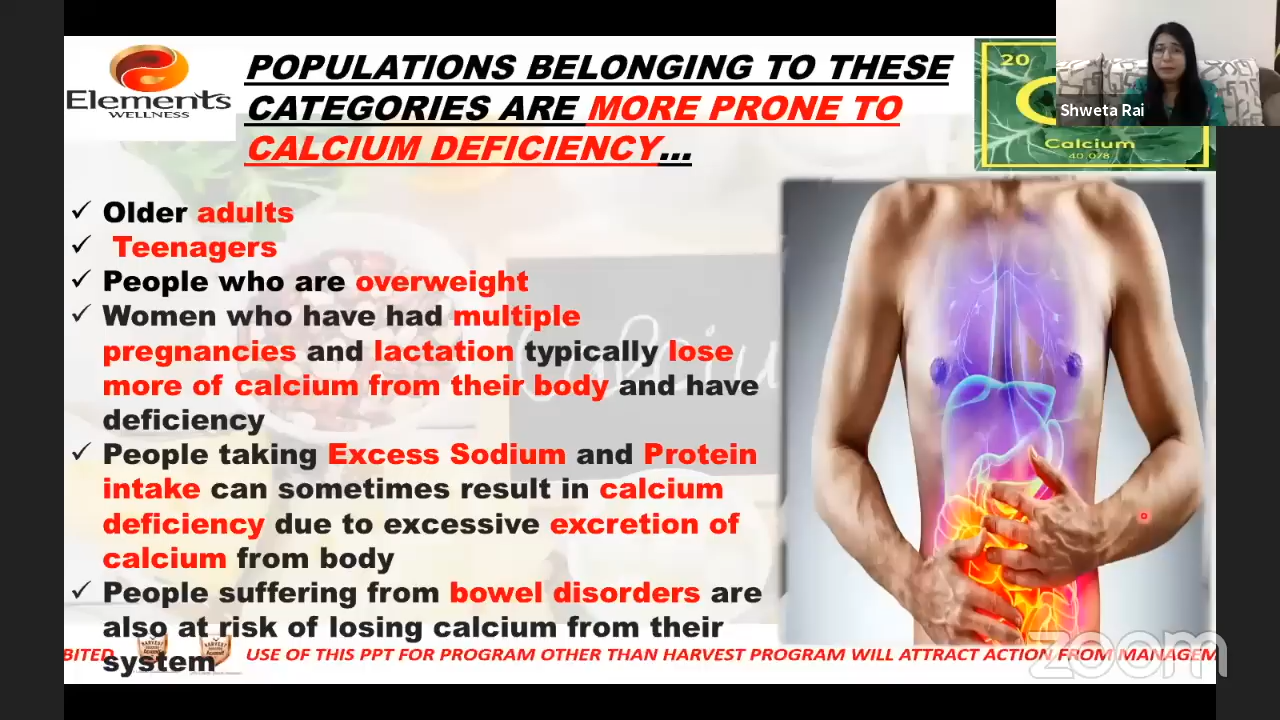 Elements
WELLNESS
POPULATIONS BELONGING TO THESE
CATEGORIES ARE MORE PRONE TO
CALCIUM DEFICIENCY...
20
Calcium
40.078
Shweta Rai
✓ Older adults
✓ Teenagers
✓ People who are overweight
✓ Women who have had multiple
pregnancies and lactation typically lose
more of calcium from their body and have
deficiency
✓ People taking Excess Sodium and Protein
intake can sometimes result in calcium
deficiency due to excessive excretion of
calcium from body
✓ People suffering from bowel disorders are
also at risk of losing calcium from their
system
BITED
USE OF THIS PPT FOR PROGRAM OTHER THAN HARVEST PROGRAM WILL ATTRACT ACTION FROM MANAGEM
zoom